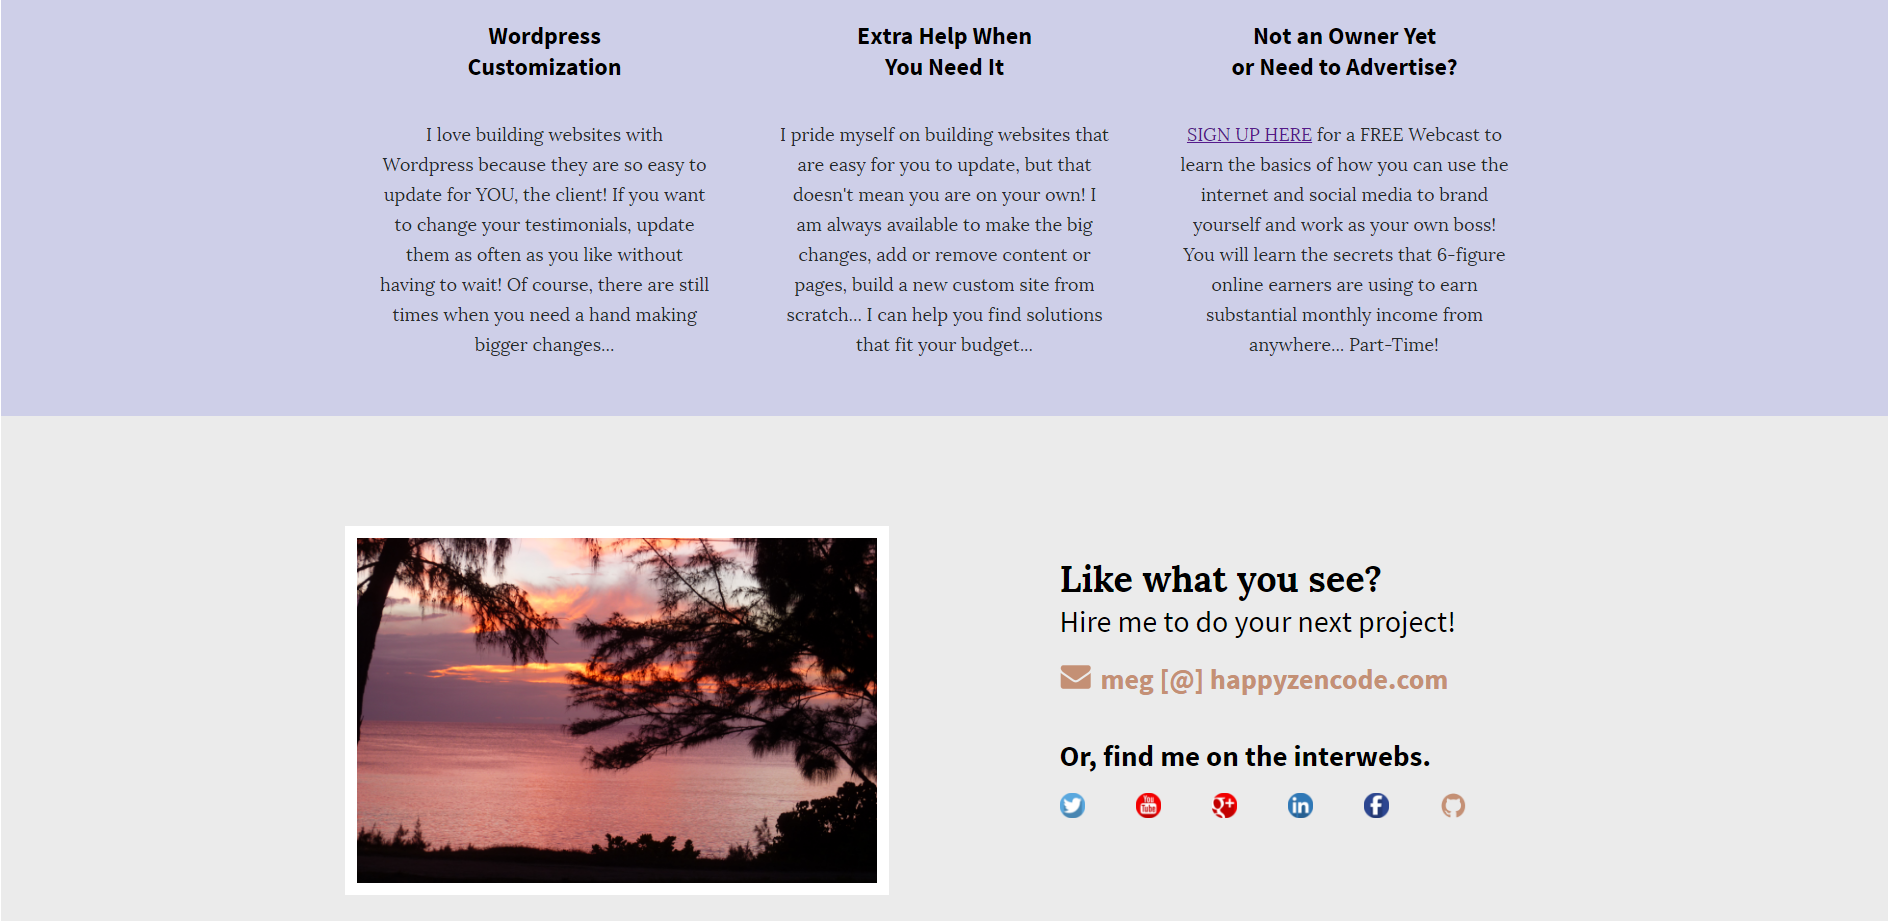 Wordpress
Customization
I love building websites with
Wordpress because they are so easy to
update for YOU, the client! If you want
to change your testimonials, update
them as often as you like without
having to wait! Of course, there are still
times when you need a hand making
bigger changes...
Extra Help When
You Need It
I pride myself on building websites that
are easy for you to update, but that
doesn't mean you are on your own! I
am always available to make the big
changes, add or remove content or
pages, build a new custom site from
scratch... I can help you find solutions
that fit your budget...
Not an Owner Yet
or Need to Advertise?
SIGN UP HERE for a FREE Webcast to
learn the basics of how you can use the
internet and social media to brand
yourself and work as your own boss!
You will learn the secrets that 6-figure
online earners are using to earn
substantial monthly income from
anywhere... Part-Time!
Like what you see?
Hire me to do your next project!
meg [@] happyzencode.com
Or, find me on the interwebs.
You
Tube
g+
in
f